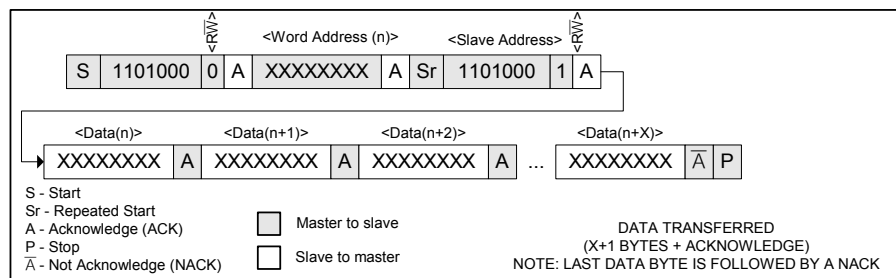 <RW̅> <Word Address (n)> <Slave Address> <RW̅>
S 1101000 0 A XXXXXXXX A Sr 1101000 1 A
<Data(n)> <Data(n+1)> <Data(n+2)> <Data(n+X)>
XXXXXXXX A XXXXXXXX A XXXXXXXX A ... XXXXXXXX A̅ P
S - Start
Sr - Repeated Start
A - Acknowledge (ACK)
P - Stop
A̅ - Not Acknowledge (NACK)
Master to slave
Slave to master
DATA TRANSFERRED
(X+1 BYTES + ACKNOWLEDGE)
NOTE: LAST DATA BYTE IS FOLLOWED BY A NACK